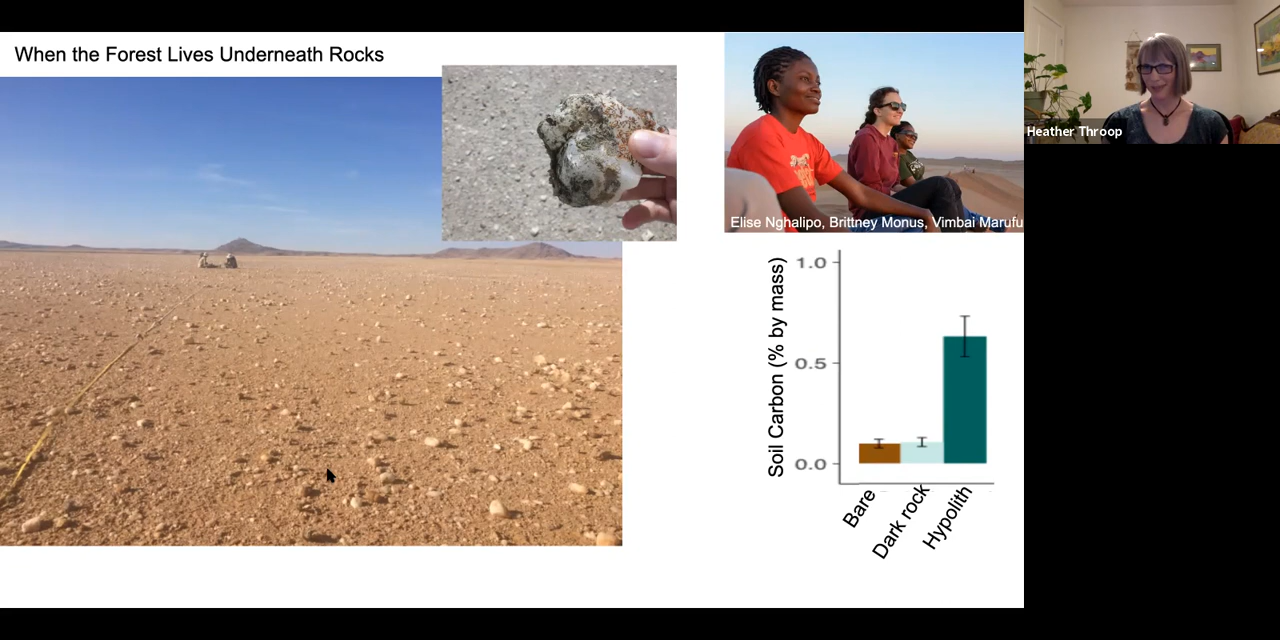 When the Forest Lives Underneath Rocks
Elise Nghalipo, Brittney Monus, Vimbai Marufu
Heather Throop
Soil Carbon (% by mass)
1.0
0.5
0.0
Bare
Dark rock
Hypolith